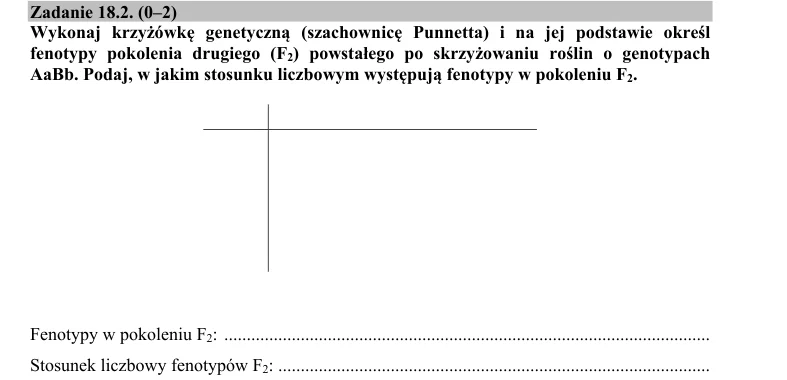 Zadanie 18.2. (0–2)
Wykonaj krzyżówkę genetyczną (szachownicę Punnetta) i na jej podstawie określ
fenotypy pokolenia drugiego (F₂) powstałego po skrzyżowaniu roślin o genotypach
AaBb. Podaj, w jakim stosunku liczbowym występują fenotypy w pokoleniu F₂.
Fenotypy w pokoleniu F₂: ....................................................................................................
Stosunek liczbowy fenotypów F₂: ..........................................................................................